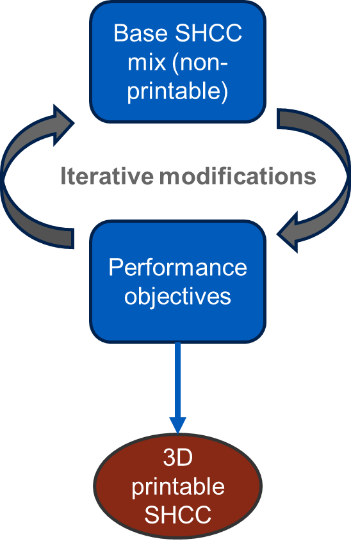 Base SHCC
mix (non-
printable)
Iterative modifications
Performance
objectives
3D
printable
SHCC